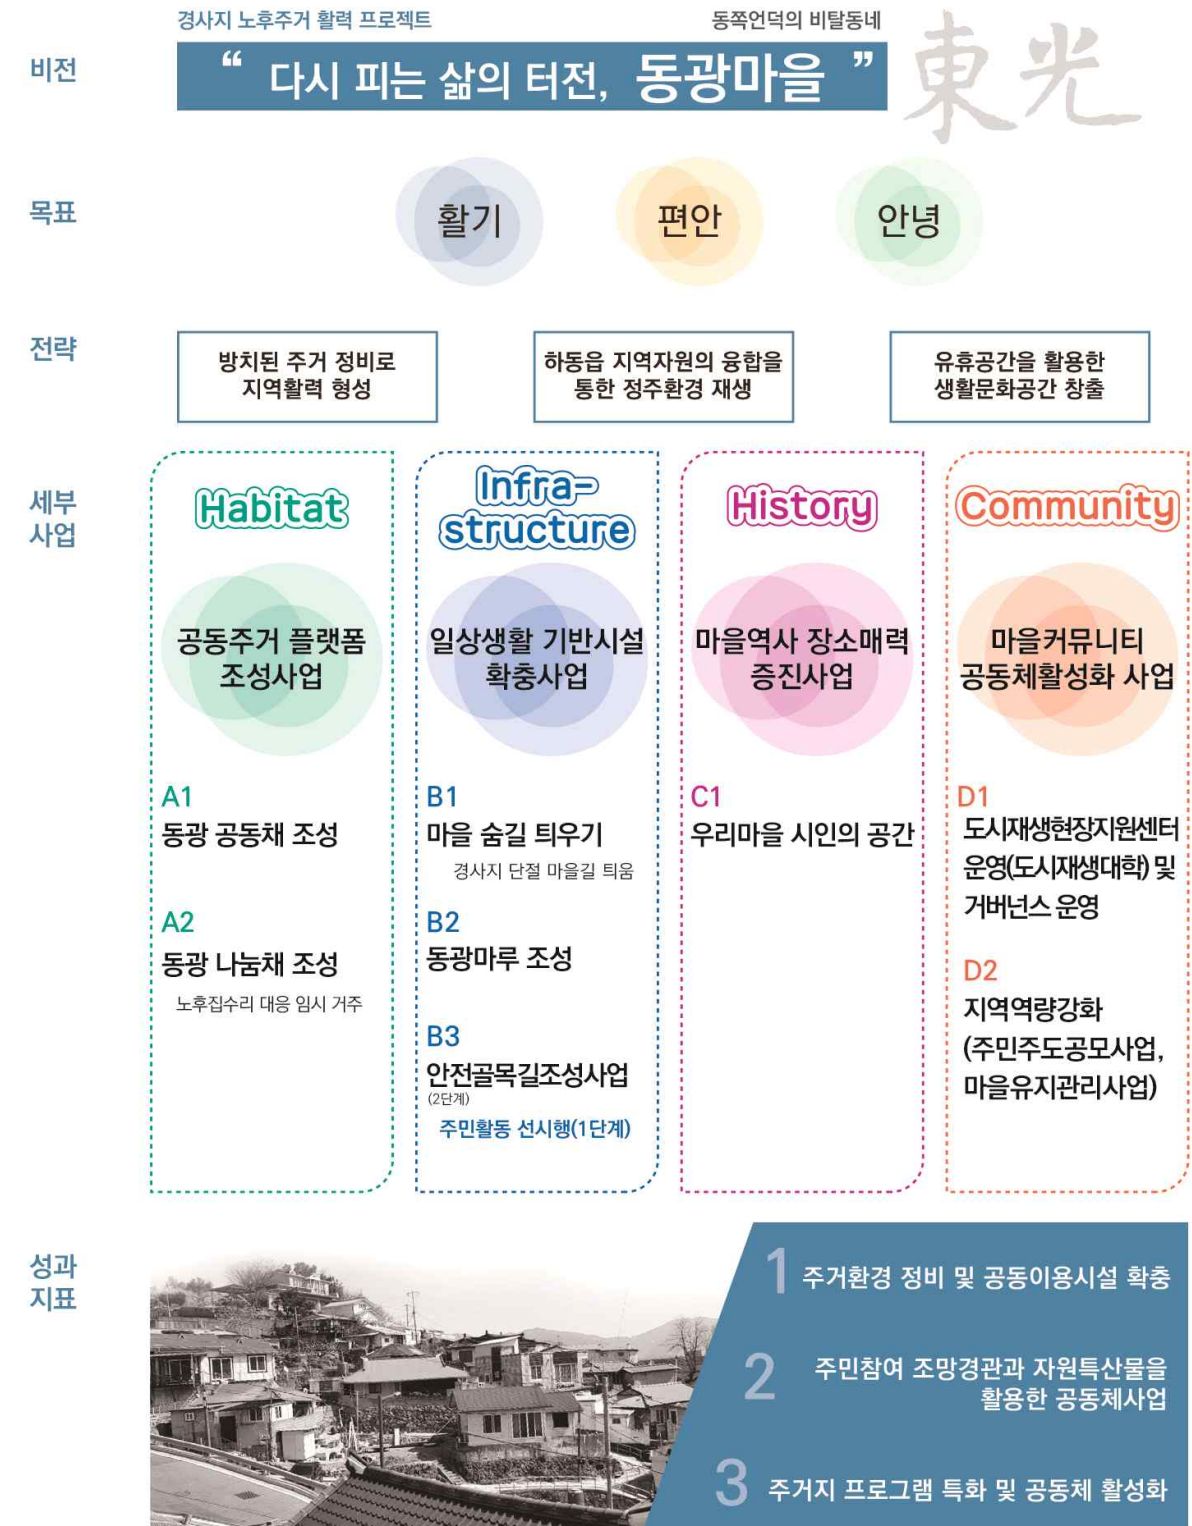 경사지 노후주거 활력 프로젝트
동쪽언덕의 비탈동네
비전
“ 다시 피는 삶의 터전, 동광마을 ”
東光
목표
활기
편안
안녕
전략
방치된 주거 정비로
지역활력 형성
하동읍 지역자원의 융합을
통한 정주환경 재생
유휴공간을 활용한
생활문화공간 창출
세부
사업
Habitat
공동주거 플랫폼
조성사업
A1
동광 공동채 조성
A2
동광 나눔채 조성
노후집수리 대응 임시 거주
Infra-
structure
일상생활 기반시설
확충사업
B1
마을 숨길 틔우기
경사지 단절 마을길 틔움
B2
동광마루 조성
B3
안전골목길조성사업
(2단계)
주민활동 선시행(1단계)
History
마을역사 장소매력
증진사업
C1
우리마을 시인의 공간
Community
마을커뮤니티
공동체활성화 사업
D1
도시재생현장지원센터
운영(도시재생대학) 및
거버넌스 운영
D2
지역역량강화
(주민주도공모사업,
마을유지관리사업)
성과
지표
1 주거환경 정비 및 공동이용시설 확충
2 주민참여 조망경관과 자원특산물을
활용한 공동체사업
3 주거지 프로그램 특화 및 공동체 활성화